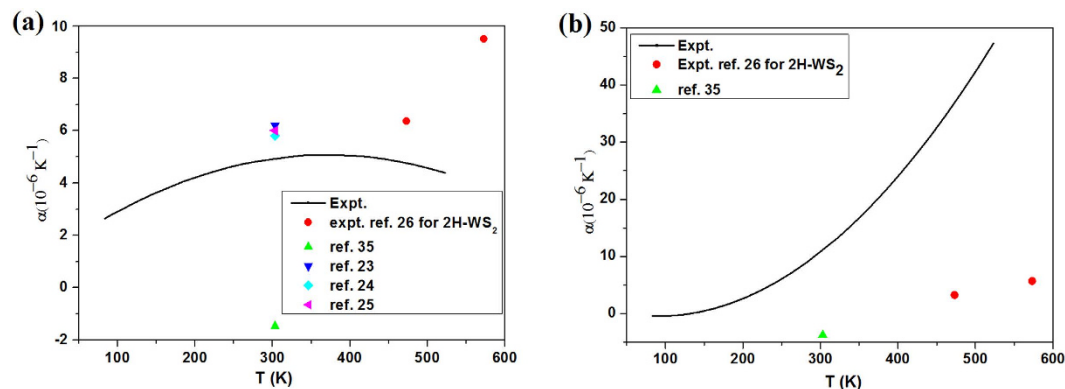 (a)
10
8
6
4
2
0
-2
α(10⁻⁶ K⁻¹)
Expt.
expt. ref. 26 for 2H-WS₂
ref. 35
ref. 23
ref. 24
ref. 25
100 200 300 400 500 600
T (K)
(b)
50
40
30
20
10
0
α(10⁻⁶ K⁻¹)
Expt.
Expt. ref. 26 for 2H-WS₂
ref. 35
100 200 300 400 500 600
T (K)